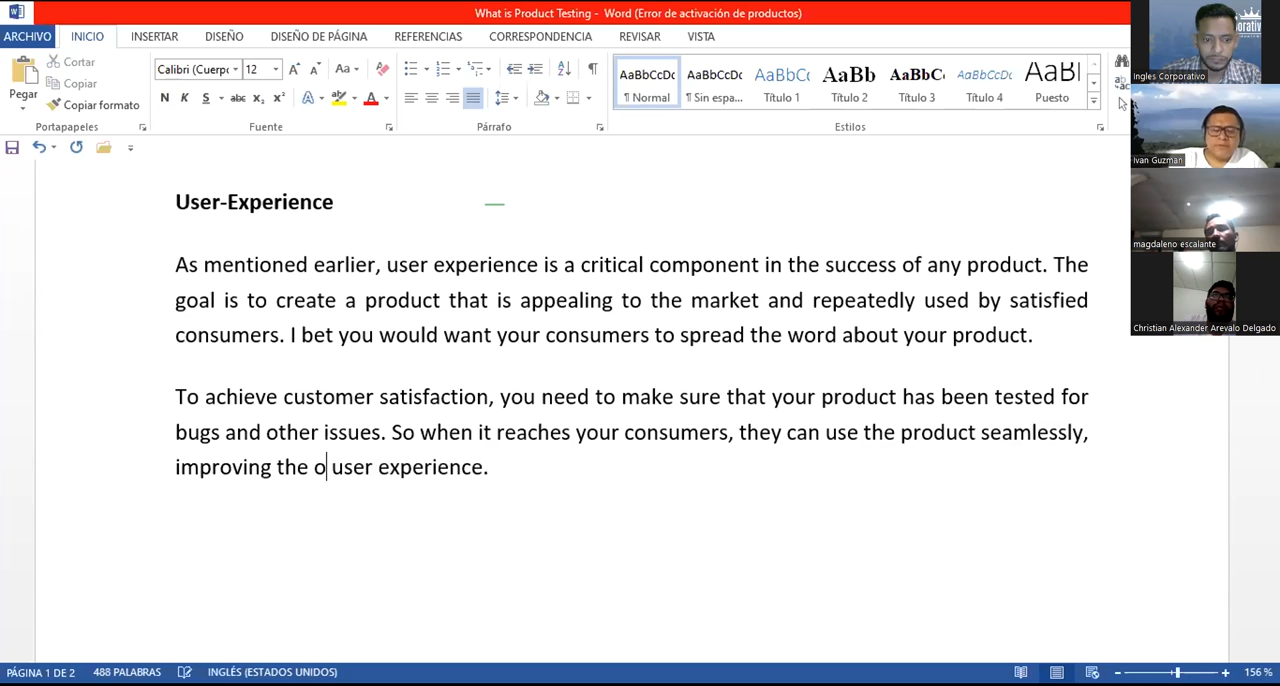 What is Product Testing - Word (Error de activación de productos)
ARCHIVO INICIO INSERTAR DISEÑO DISEÑO DE PÁGINA REFERENCIAS CORRESPONDENCIA REVISAR VISTA
Pegar
Cortar
Copiar
Copiar formato
Portapapeles
Calibri (Cuerpo 12
N K S abc x₂ x²
Fuente
Párrafo
AaBbCcDc AaBbCcDc AaBbC AaBb AaBbC AaBbCcDc AaBl
¶ Normal ¶ Sin espa... Título 1 Título 2 Título 3 Título 4 Puesto
Estilos
Ingles Corporativo
Ivan Guzman
magdaleno escalante
Christian Alexander Arevalo Delgado
User-Experience
As mentioned earlier, user experience is a critical component in the success of any product. The
goal is to create a product that is appealing to the market and repeatedly used by satisfied
consumers. I bet you would want your consumers to spread the word about your product.
To achieve customer satisfaction, you need to make sure that your product has been tested for
bugs and other issues. So when it reaches your consumers, they can use the product seamlessly,
improving the o user experience.
PÁGINA 1 DE 2 488 PALABRAS INGLÉS (ESTADOS UNIDOS) 156 %